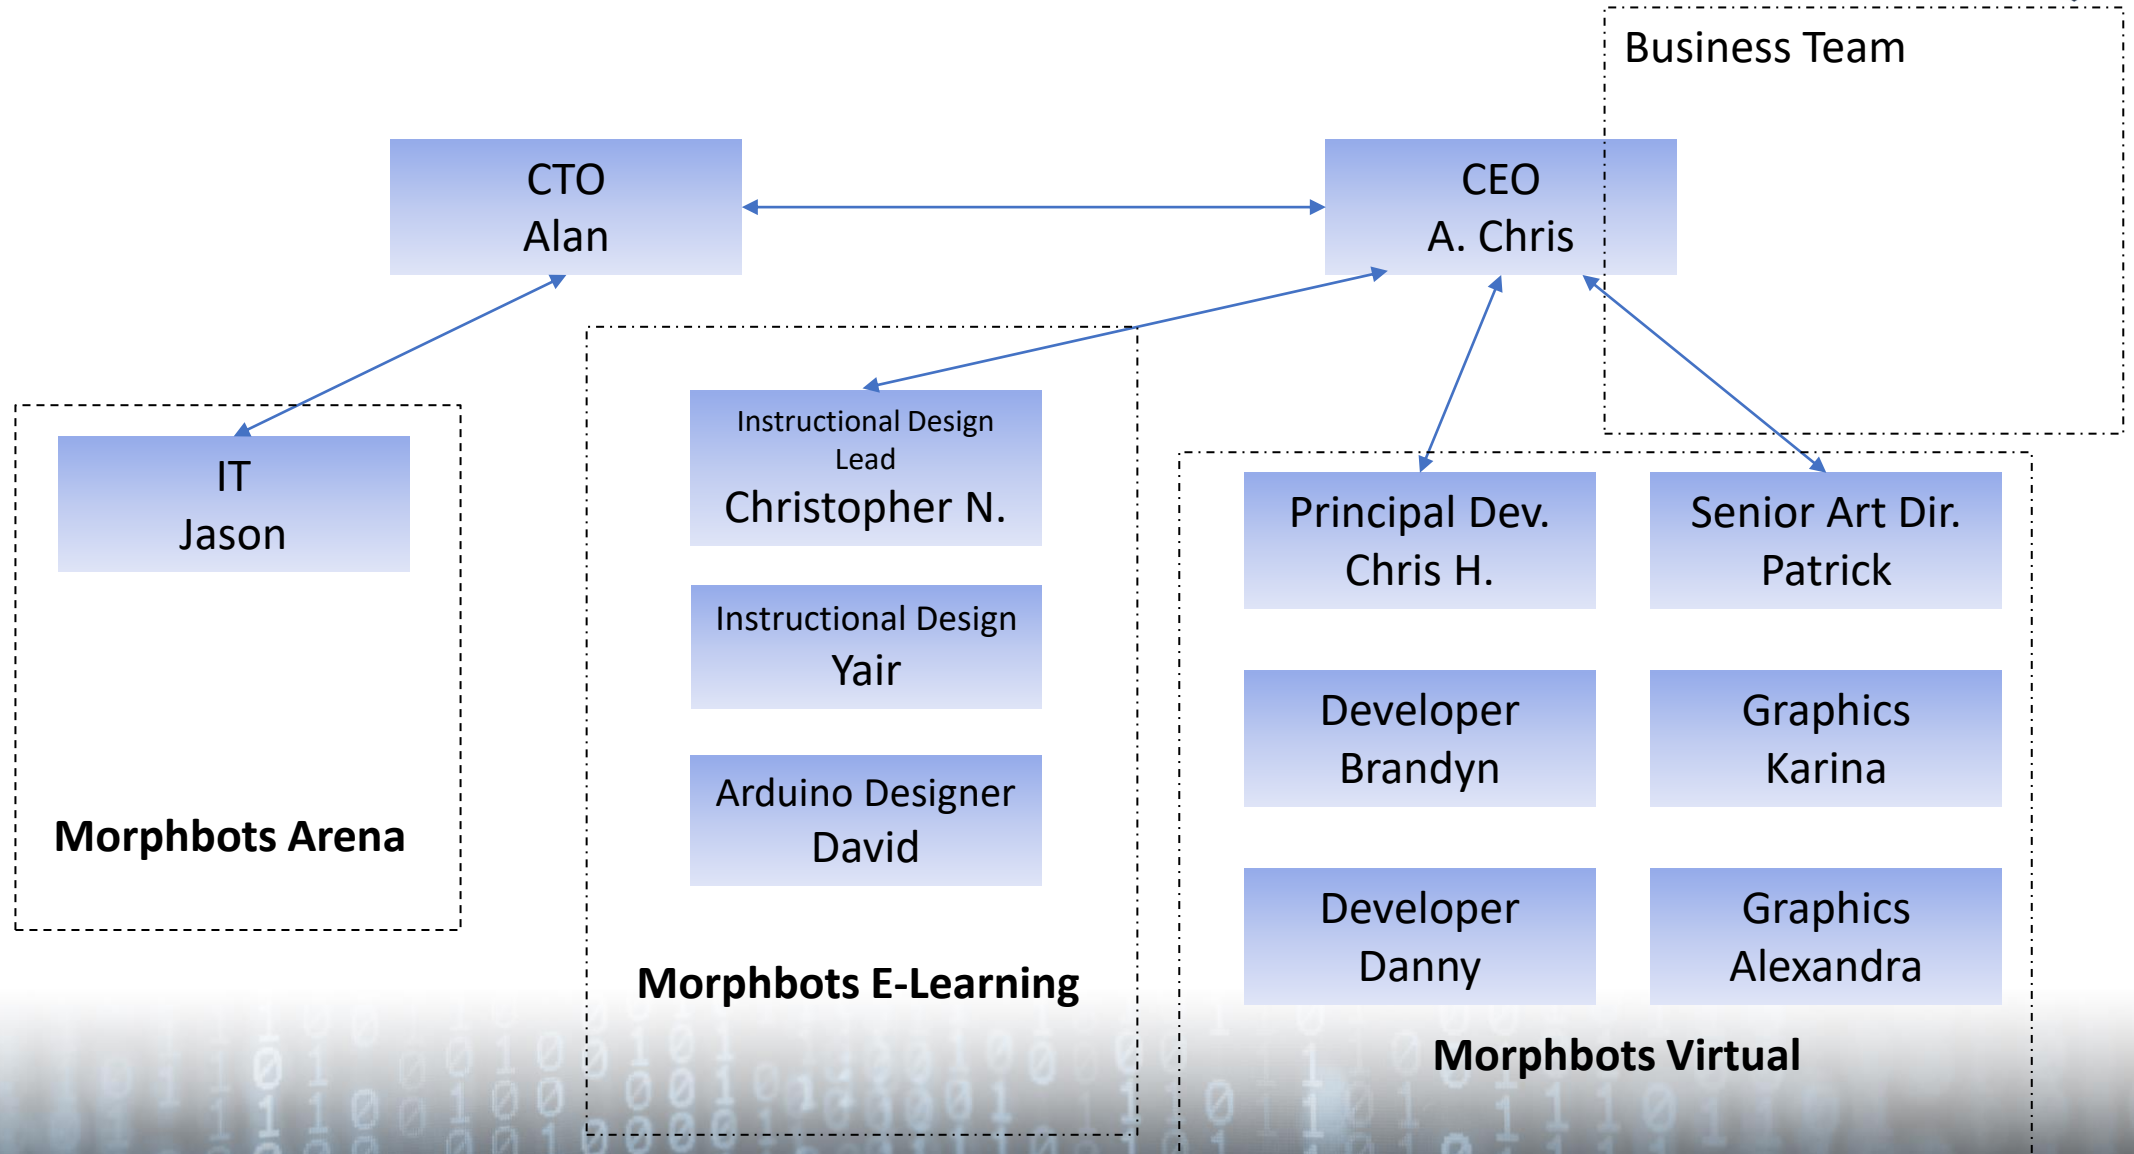 Business Team
CTO
Alan
CEO
A. Chris
IT
Jason
Morphbots Arena
Instructional Design
Lead
Christopher N.
Instructional Design
Yair
Arduino Designer
David
Morphbots E-Learning
Principal Dev.
Chris H.
Senior Art Dir.
Patrick
Developer
Brandyn
Graphics
Karina
Developer
Danny
Graphics
Alexandra
Morphbots Virtual